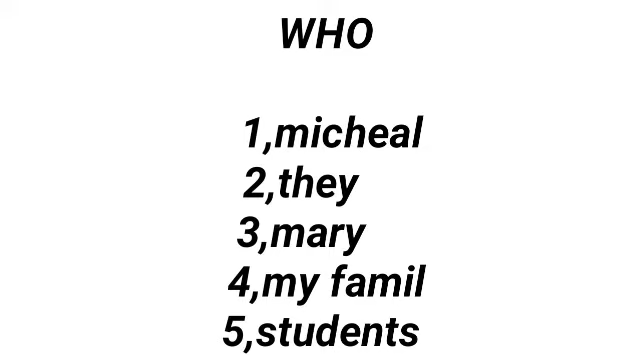 WHO
1,micheal
2,they
3,mary
4,my famil
5,students